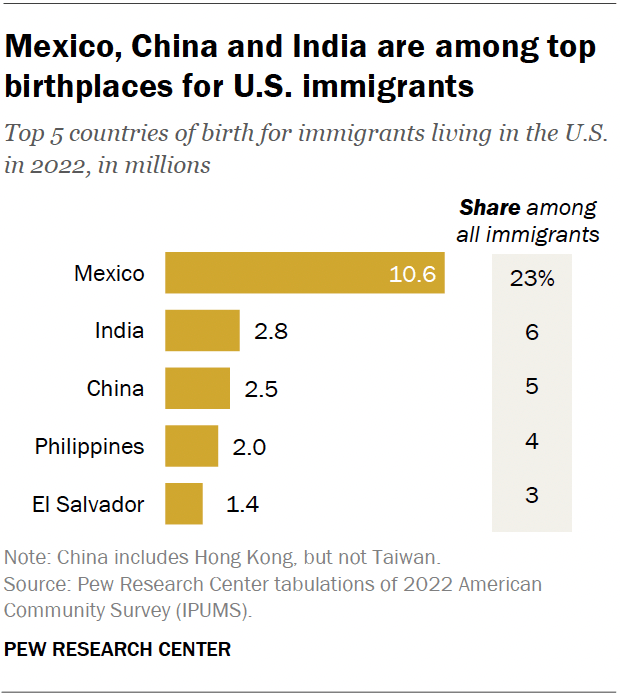 Mexico, China and India are among top
birthplaces for U.S. immigrants
Top 5 countries of birth for immigrants living in the U.S.
in 2022, in millions
Share among
all immigrants
Mexico 10.6 23%
India 2.8 6
China 2.5 5
Philippines 2.0 4
El Salvador 1.4 3
Note: China includes Hong Kong, but not Taiwan.
Source: Pew Research Center tabulations of 2022 American
Community Survey (IPUMS).
PEW RESEARCH CENTER